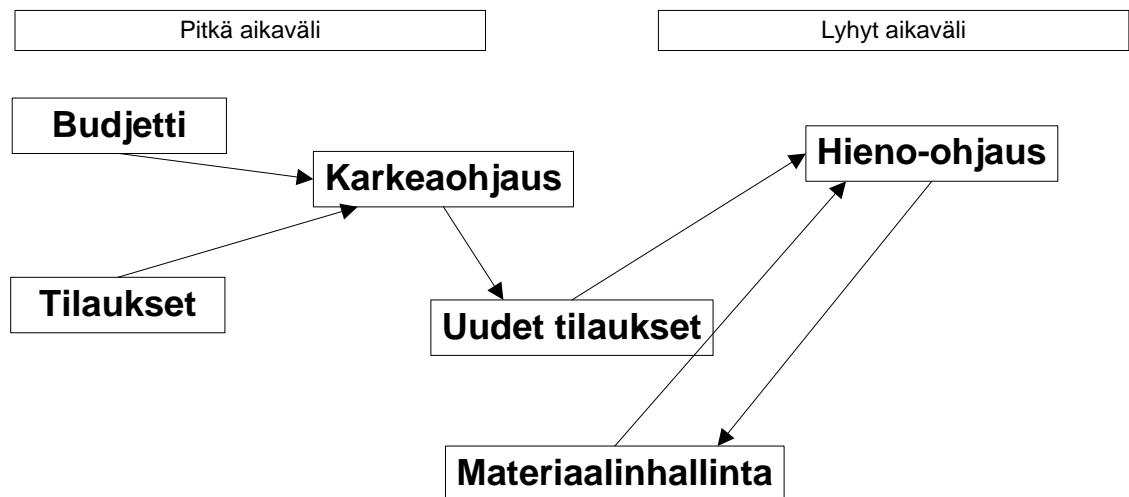 Pitkä aikaväli
Lyhyt aikaväli
Budjetti
Hieno-ohjaus
Karkeaohjaus
Tilaukset
Uudet tilaukset
Materiaalinhallinta